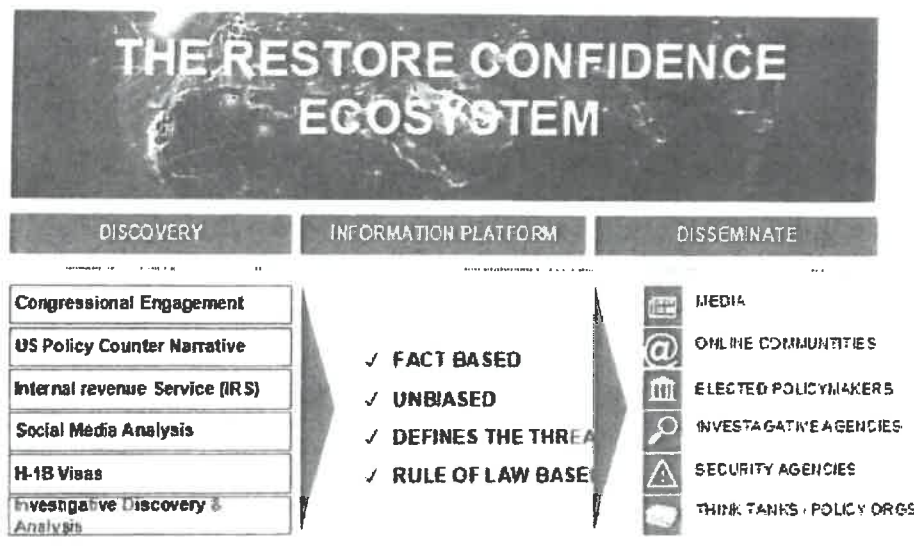 THE RESTORE CONFIDENCE
ECOSYSTEM
DISCOVERY
INFORMATION PLATFORM
DISSEMINATE
Congressional Engagement
US Policy Counter Narrative
Internal revenue Service (IRS)
Social Media Analysis
H-1B Visas
Investigative Discovery &
Analysis
✓ FACT BASED
✓ UNBIASED
✓ DEFINES THE THREA
✓ RULE OF LAW BASE
MEDIA
@ ONLINE COMMUNTITIES
ELECTED POLICYMAKERS
INVESTAGATIVE AGENCIES
SECURITY AGENCIES
THINK TANKS / POLICY ORGS